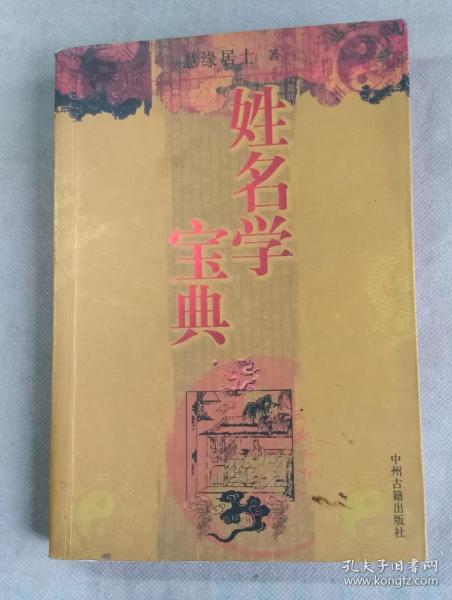 慧缘居士 著
姓名学
宝典
中州古籍出版社
孔夫子旧书网
www.kongfz.com